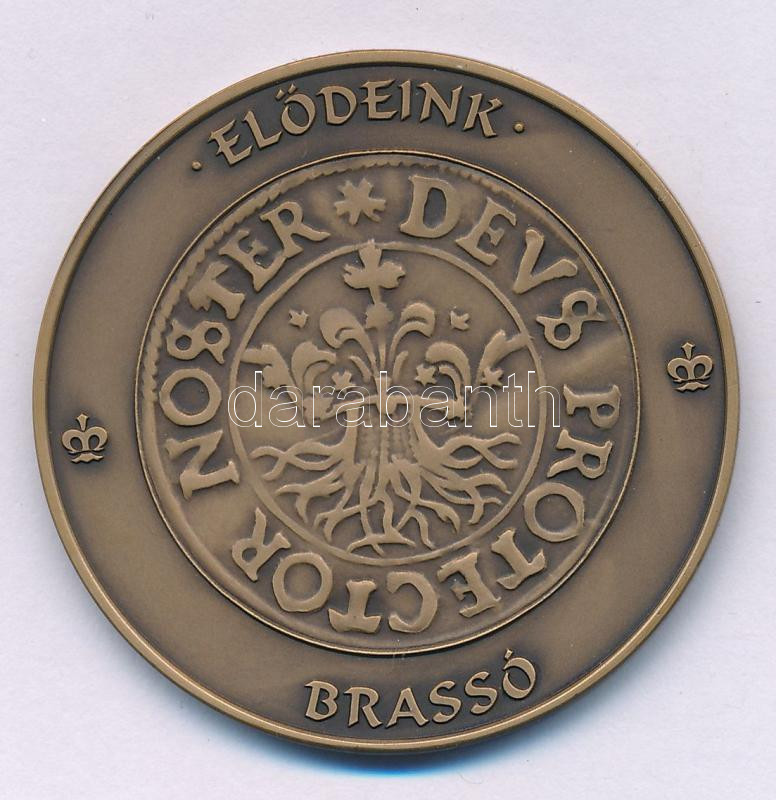 · ELŐDEINK ·
* DEVS PROTECTOR NOSTER
darabanth
BRASSÓ